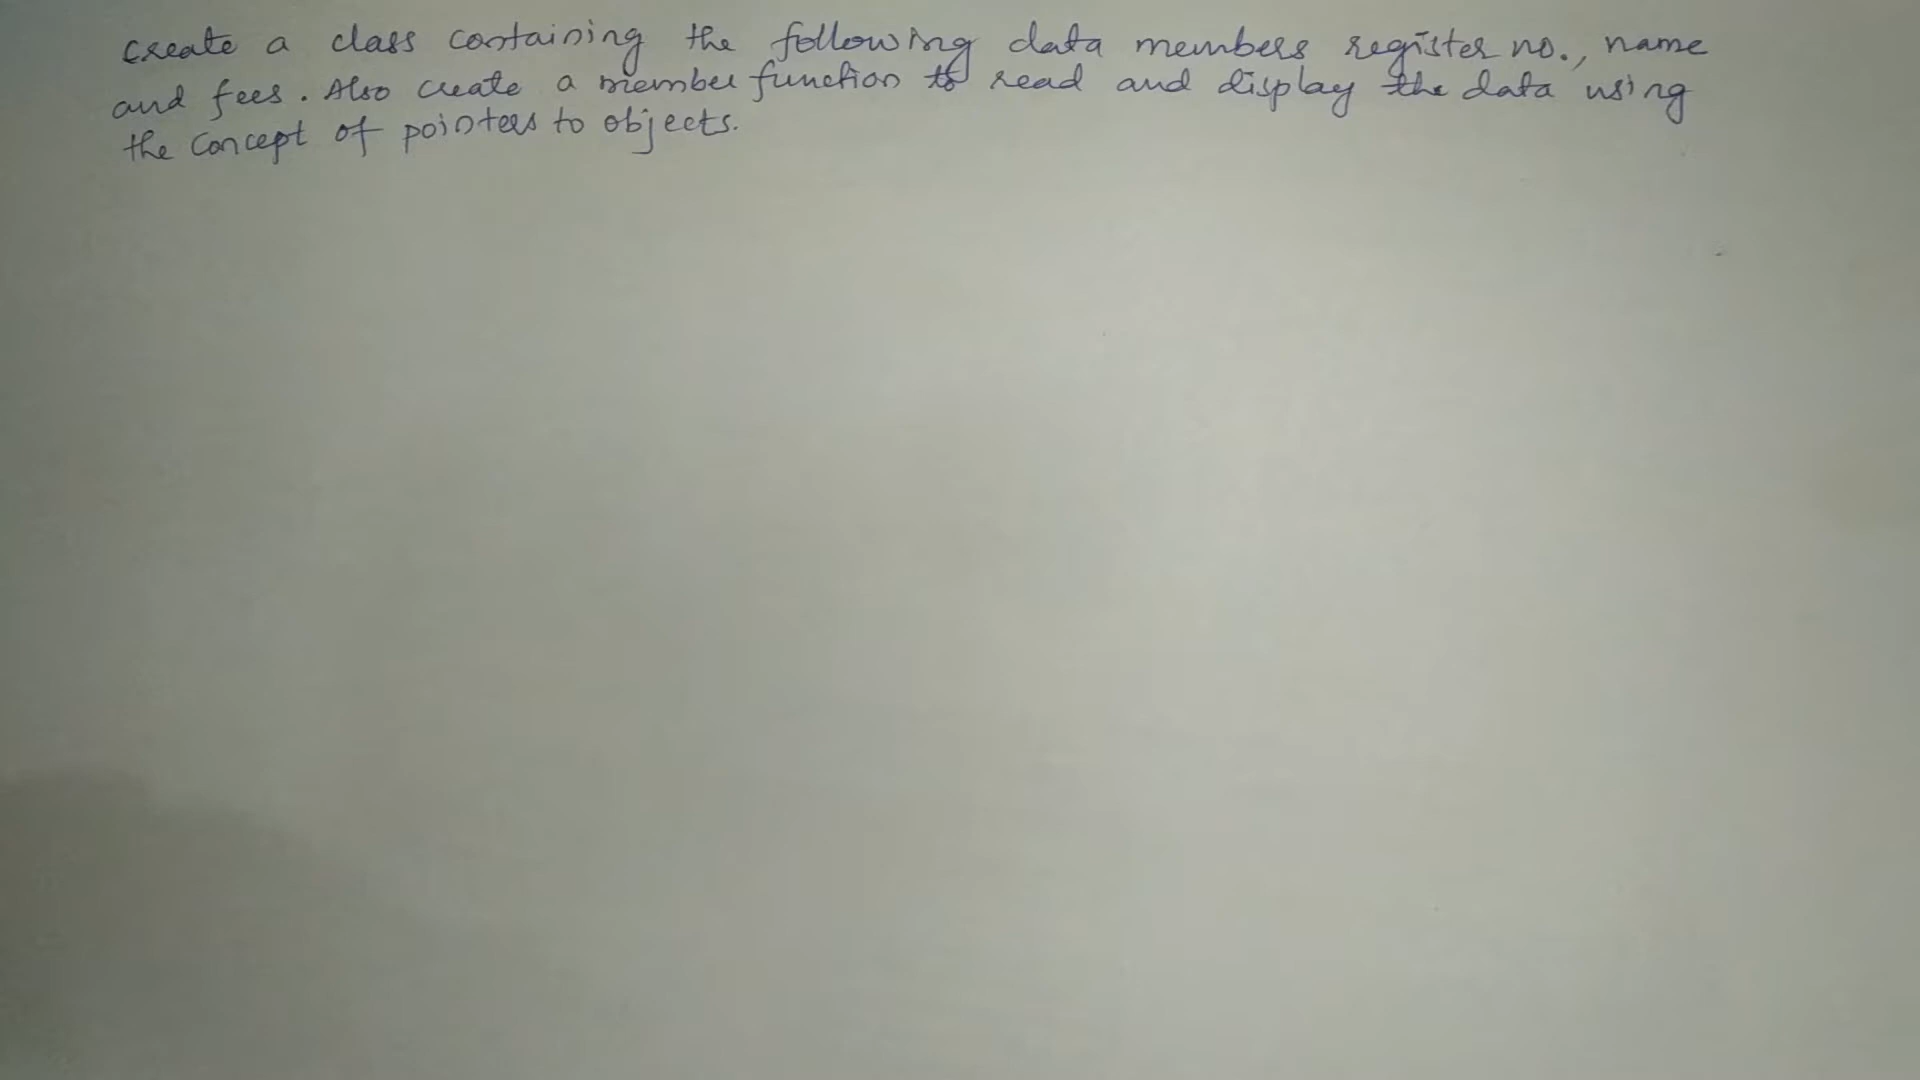 Create a class containing the following data members register no., name
and fees. Also create a member function to read and display the data using
the concept of pointers to objects.